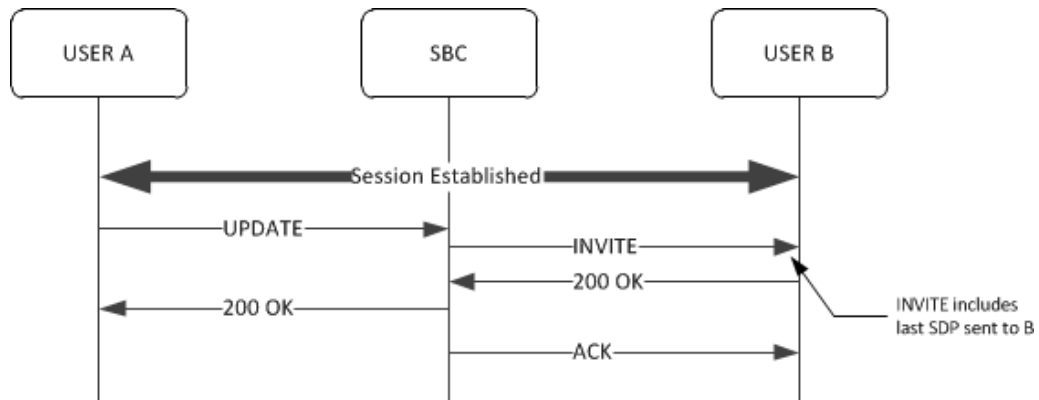 USER A
SBC
USER B
Session Established
UPDATE
INVITE
200 OK
200 OK
INVITE includes
last SDP sent to B
ACK